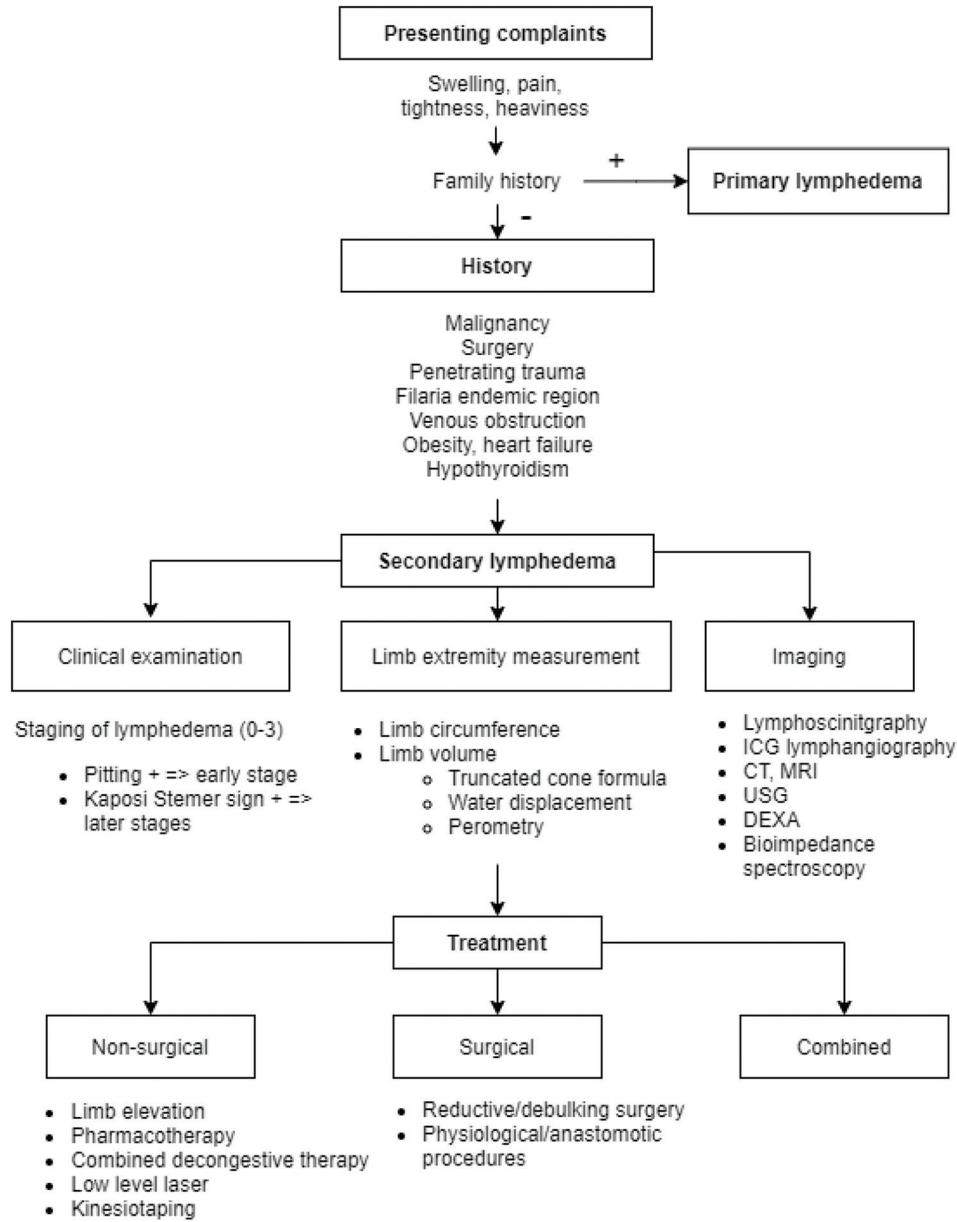 Presenting complaints
Swelling, pain,
tightness, heaviness
Family history
+
Primary lymphedema
-
History
Malignancy
Surgery
Penetrating trauma
Filaria endemic region
Venous obstruction
Obesity, heart failure
Hypothyroidism
Secondary lymphedema
Clinical examination
Staging of lymphedema (0-3)
• Pitting + => early stage
• Kaposi Stemer sign + =>
later stages
Limb extremity measurement
• Limb circumference
• Limb volume
o Truncated cone formula
o Water displacement
o Perometry
Imaging
• Lymphoscinitgraphy
• ICG lymphangiography
• CT, MRI
• USG
• DEXA
• Bioimpedance
spectroscopy
Treatment
Non-surgical
• Limb elevation
• Pharmacotherapy
• Combined decongestive therapy
• Low level laser
• Kinesiotaping
Surgical
• Reductive/debulking surgery
• Physiological/anastomotic
procedures
Combined